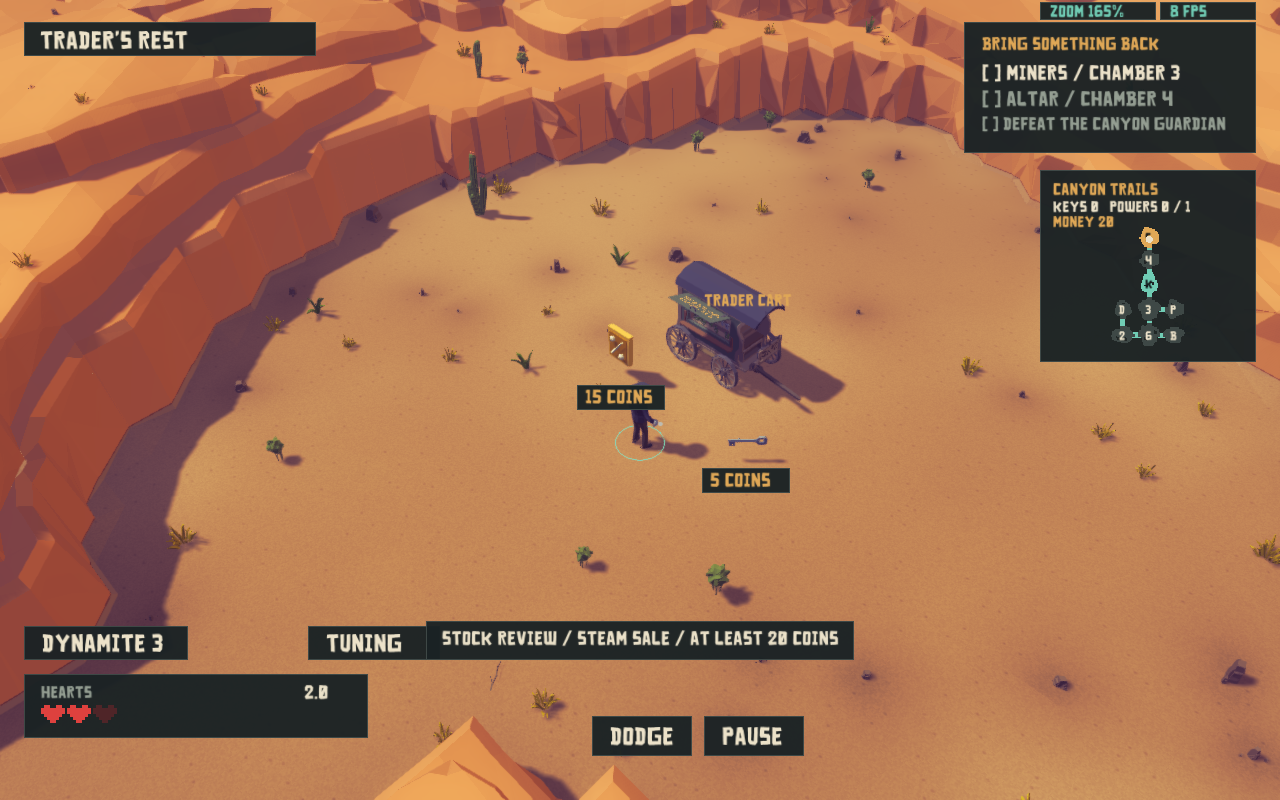 TRADER'S REST
ZOOM 165%
8 FPS
BRING SOMETHING BACK
[ ] MINERS / CHAMBER 3
[ ] ALTAR / CHAMBER 4
[ ] DEFEAT THE CANYON GUARDIAN
CANYON TRAILS
KEYS 0 POWERS 0 / 1
MONEY 20
4
K
D 3 P
2 6 B
TRADER CART
15 COINS
5 COINS
DYNAMITE 3
TUNING
STOCK REVIEW / STEAM SALE / AT LEAST 20 COINS
HEARTS 2.0
DODGE
PAUSE